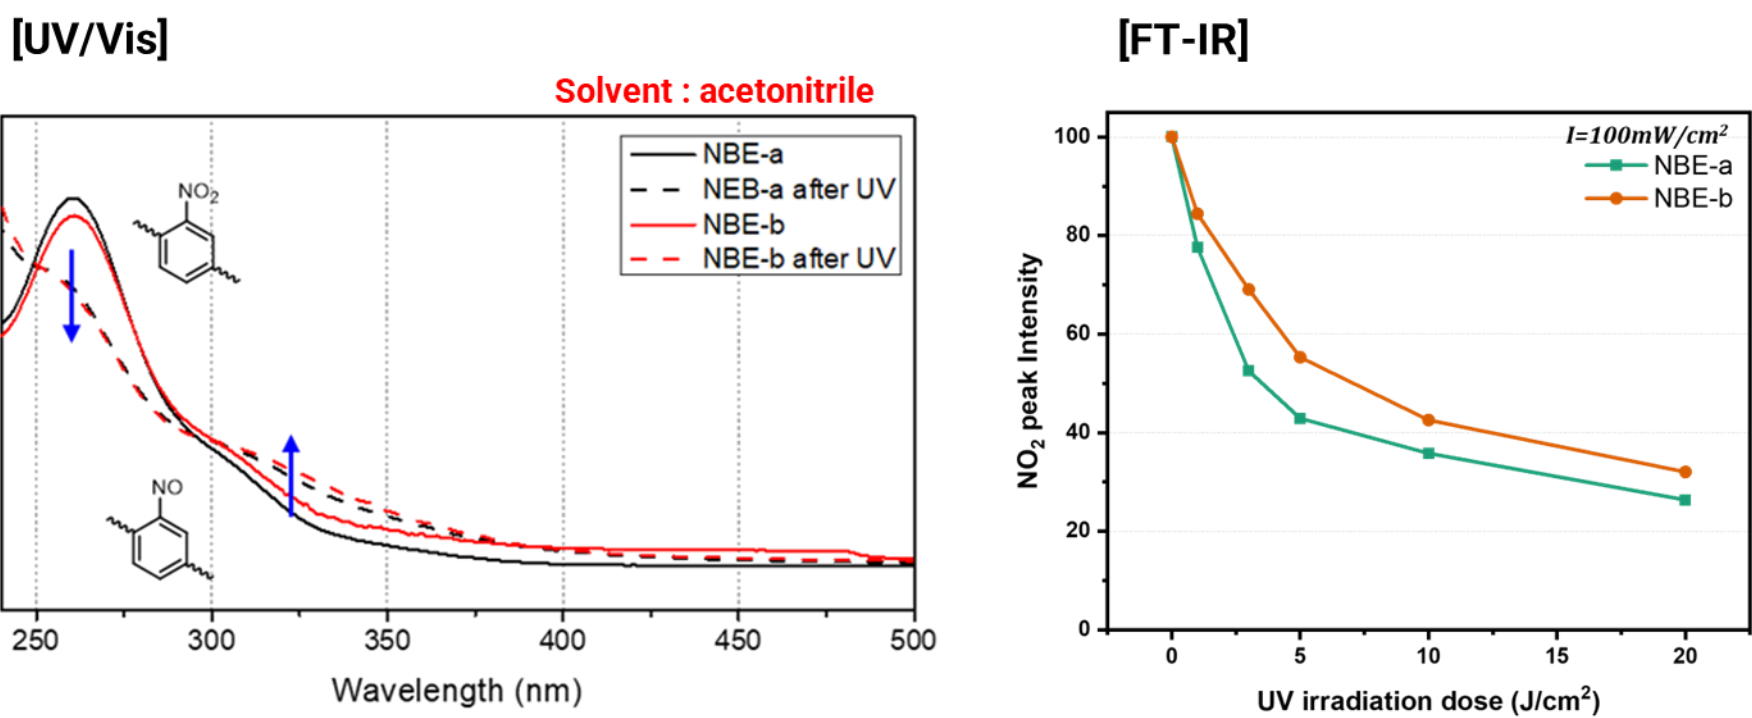 [UV/Vis]
Solvent : acetonitrile
NBE-a
NEB-a after UV
NBE-b
NBE-b after UV
NO2
NO
250 300 350 400 450 500
Wavelength (nm)
[FT-IR]
I=100mW/cm²
NBE-a
NBE-b
100
80
60
40
20
0
NO2 peak Intensity
0 5 10 15 20
UV irradiation dose (J/cm²)